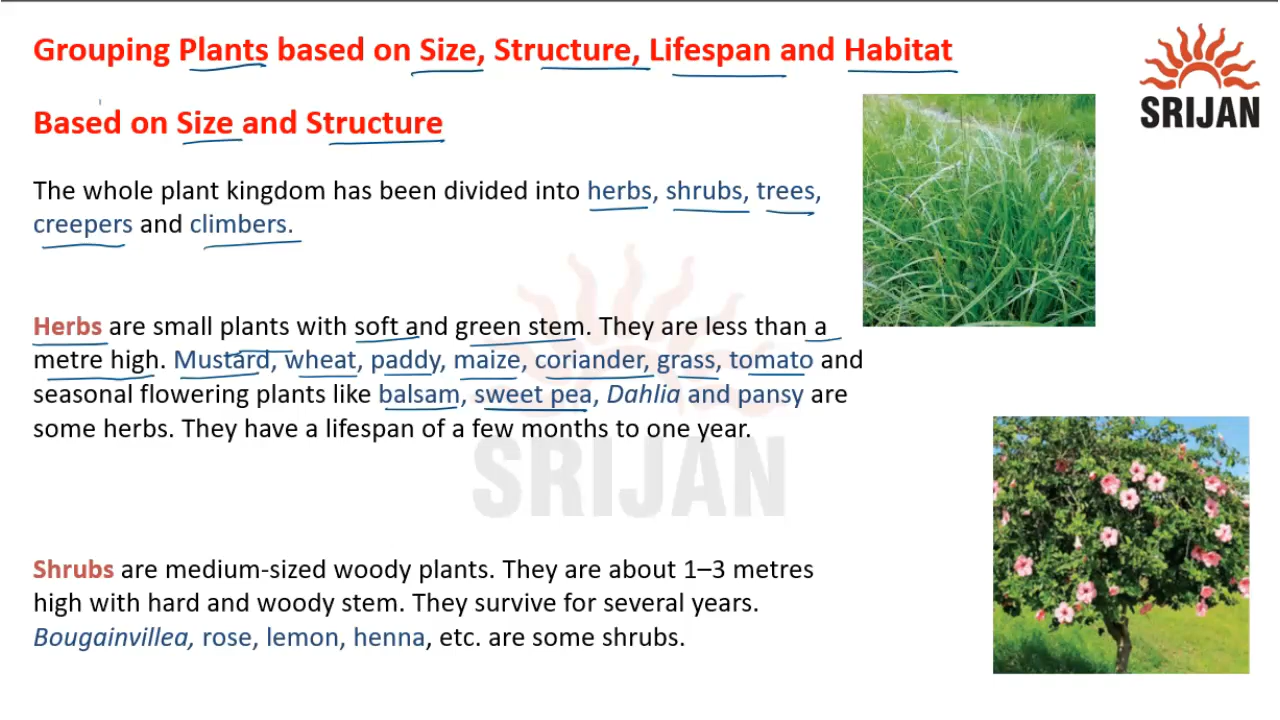 Grouping Plants based on Size, Structure, Lifespan and Habitat
SRIJAN
Based on Size and Structure
The whole plant kingdom has been divided into herbs, shrubs, trees,
creepers and climbers.
Herbs are small plants with soft and green stem. They are less than a
metre high. Mustard, wheat, paddy, maize, coriander, grass, tomato and
seasonal flowering plants like balsam, sweet pea, Dahlia and pansy are
some herbs. They have a lifespan of a few months to one year.
SRIJAN
Shrubs are medium-sized woody plants. They are about 1–3 metres
high with hard and woody stem. They survive for several years.
Bougainvillea, rose, lemon, henna, etc. are some shrubs.